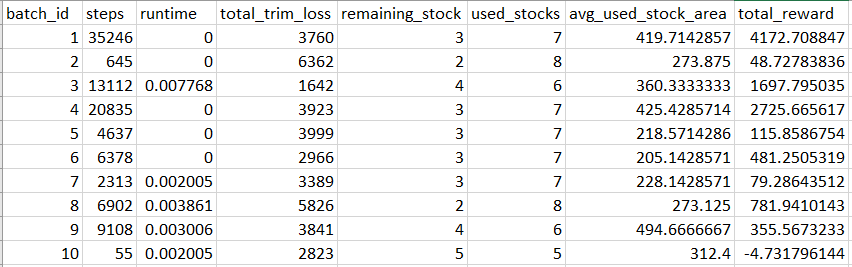 batch_id steps runtime total_trim_loss remaining_stock used_stocks avg_used_stock_area total_reward
1 35246 0 3760 3 7 419.7142857 4172.708847
2 645 0 6362 2 8 273.875 48.72783836
3 13112 0.007768 1642 4 6 360.3333333 1697.795035
4 20835 0 3923 3 7 425.4285714 2725.665617
5 4637 0 3999 3 7 218.5714286 115.8586754
6 6378 0 2966 3 7 205.1428571 481.2505319
7 2313 0.002005 3389 3 7 228.1428571 79.28643512
8 6902 0.003861 5826 2 8 273.125 781.9410143
9 9108 0.003006 3841 4 6 494.6666667 355.5673233
10 55 0.002005 2823 5 5 312.4 -4.731796144